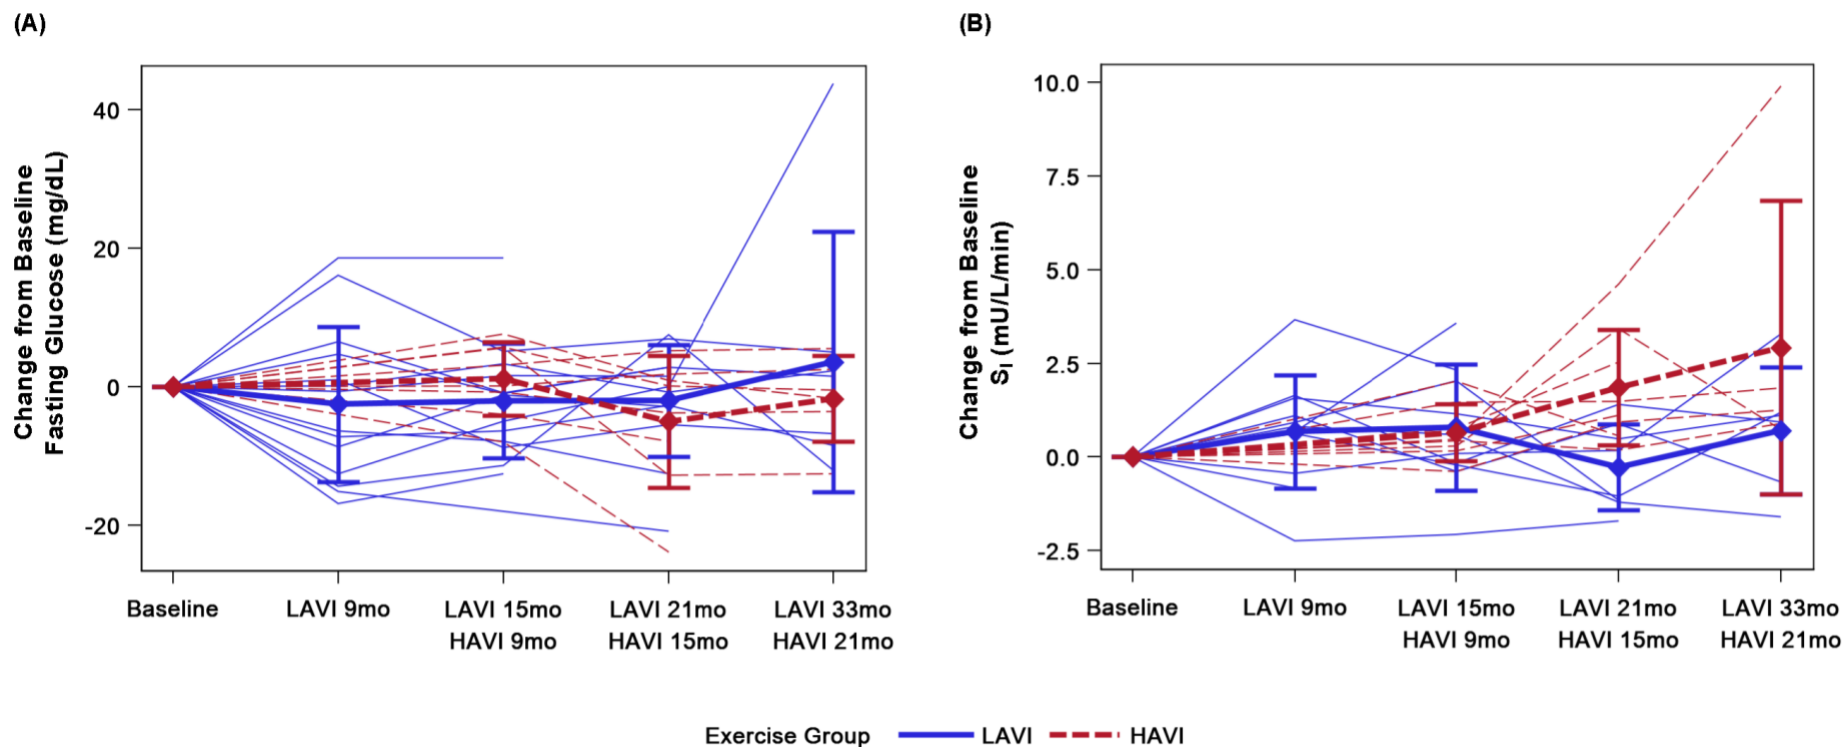 (A)
Change from Baseline
Fasting Glucose (mg/dL)
40
20
0
-20
Baseline
LAVI 9mo
LAVI 15mo
HAVI 9mo
LAVI 21mo
HAVI 15mo
LAVI 33mo
HAVI 21mo
(B)
Change from Baseline
SI (mU/L/min)
10.0
7.5
5.0
2.5
0.0
-2.5
Baseline
LAVI 9mo
LAVI 15mo
HAVI 9mo
LAVI 21mo
HAVI 15mo
LAVI 33mo
HAVI 21mo
Exercise Group LAVI HAVI